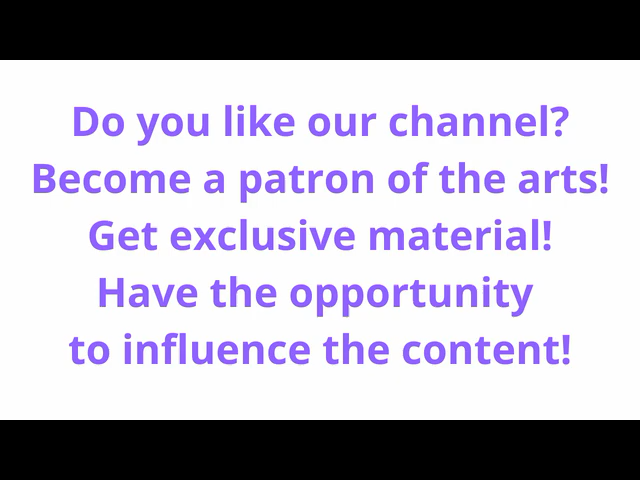 Do you like our channel?
Become a patron of the arts!
Get exclusive material!
Have the opportunity
to influence the content!